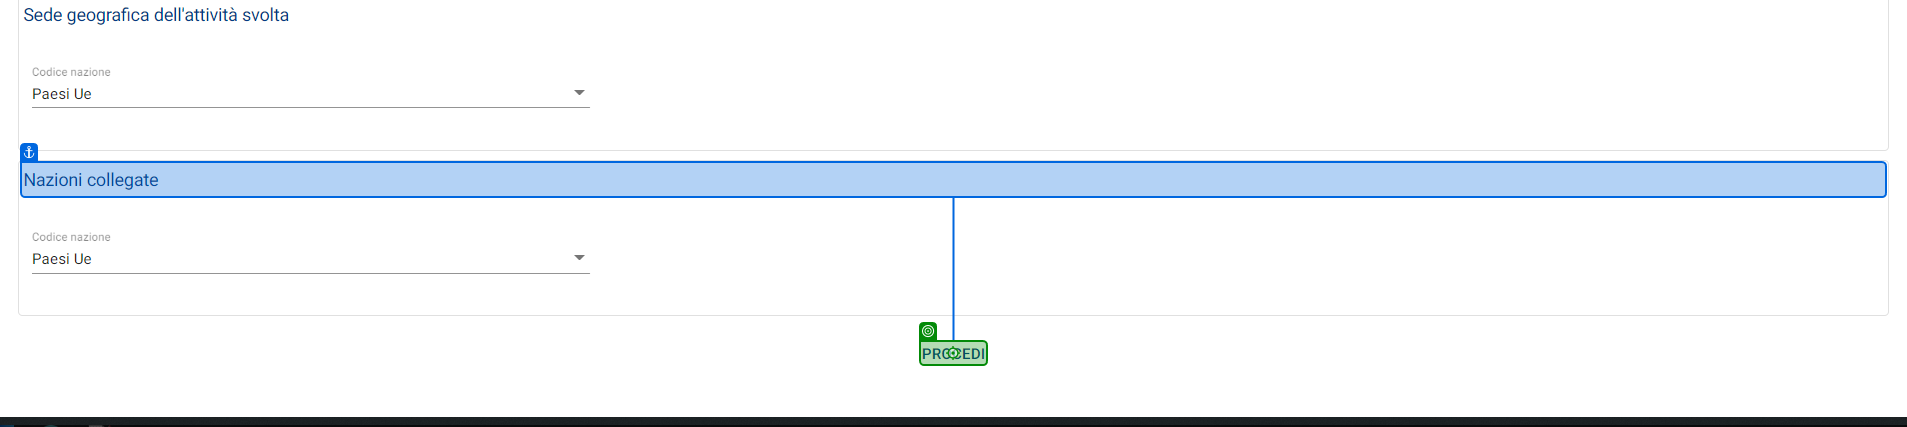 Sede geografica dell'attività svolta
Codice nazione
Paesi Ue
Nazioni collegate
Codice nazione
Paesi Ue
PROCEDI